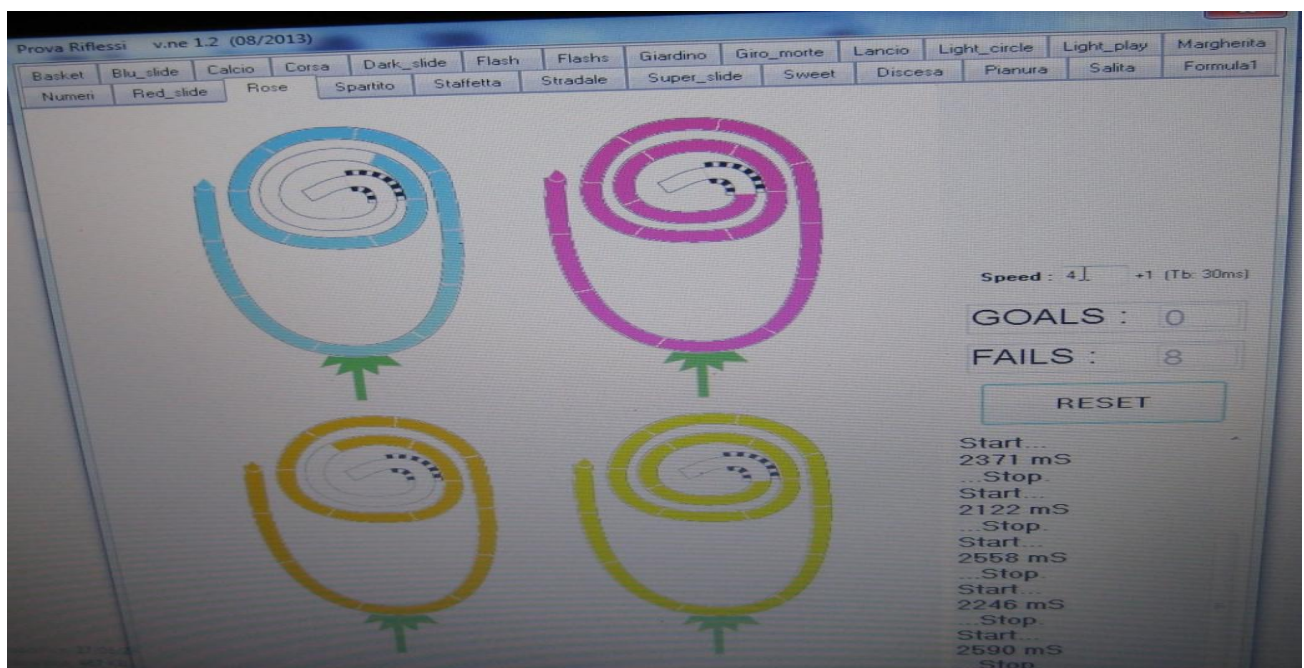 Prova Riflessi v.ne 1.2 (08/2013)
Basket Blu_slide Calcio Corsa Dark_slide Flash Flashs Giardino Giro_morte Lancio Light_circle Light_play Margherita
Numeri Red_slide Rose Spartito Staffetta Stradale Super_slide Sweet Discesa Pianura Salita Formula1
Speed : 4 +1 (Tb: 30ms)
GOALS : 0
FAILS : 8
RESET
Start...
2371 mS
...Stop.
Start...
2122 mS
...Stop.
Start...
2558 mS
...Stop.
Start...
2246 mS
...Stop.
Start...
2590 mS
...Stop